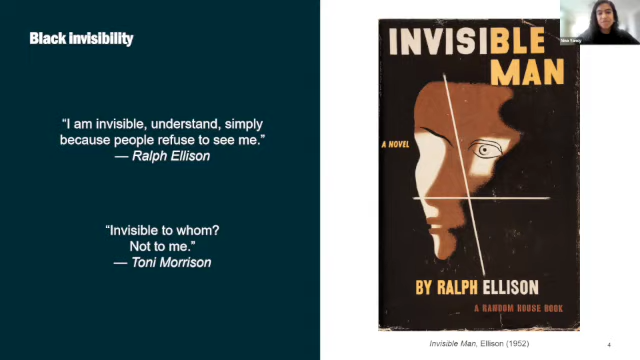 Black invisibility
“I am invisible, understand, simply
because people refuse to see me.”
— Ralph Ellison
“Invisible to whom?
Not to me.”
— Toni Morrison
INVISIBLE
MAN
A NOVEL
BY RALPH ELLISON
A RANDOM HOUSE BOOK
Invisible Man, Ellison (1952)
4